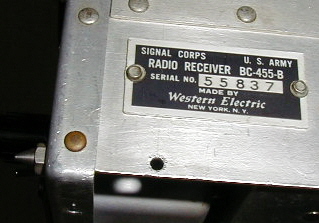 SIGNAL CORPS U. S. ARMY
RADIO RECEIVER BC-455-B
SERIAL NO. 55837
MADE BY
Western Electric
NEW YORK, N. Y.